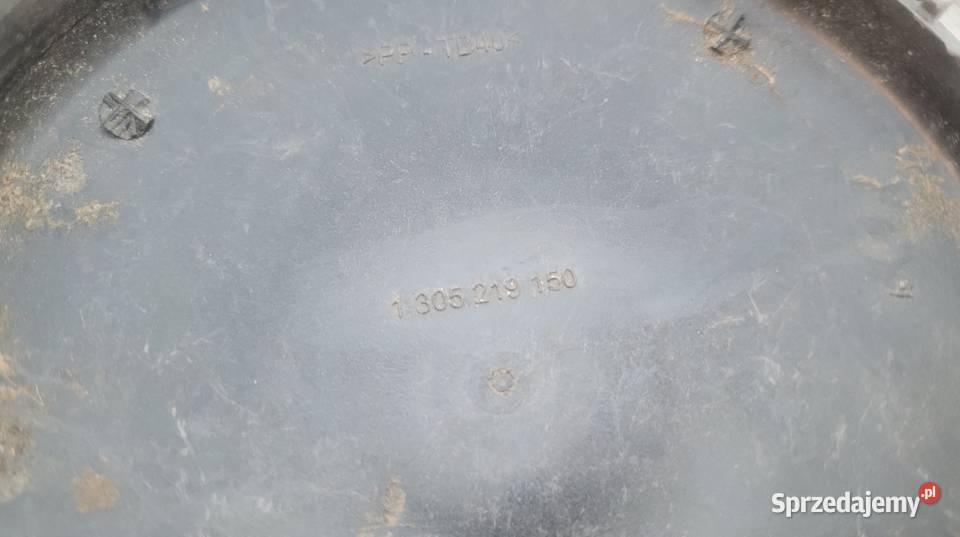 >PP-TD40<
1 305 219 150
Sprzedajemy.pl